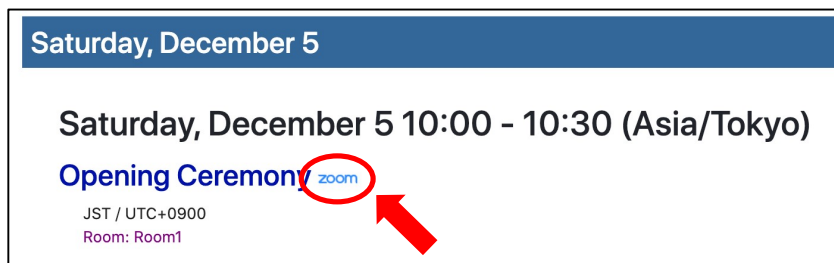 Saturday, December 5
Saturday, December 5 10:00 - 10:30 (Asia/Tokyo)
Opening Ceremony zoom
JST / UTC+0900
Room: Room1